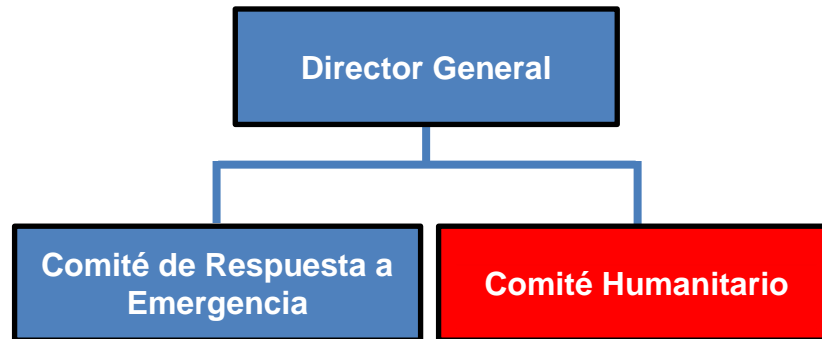 Director General
Comité de Respuesta a
Emergencia
Comité Humanitario